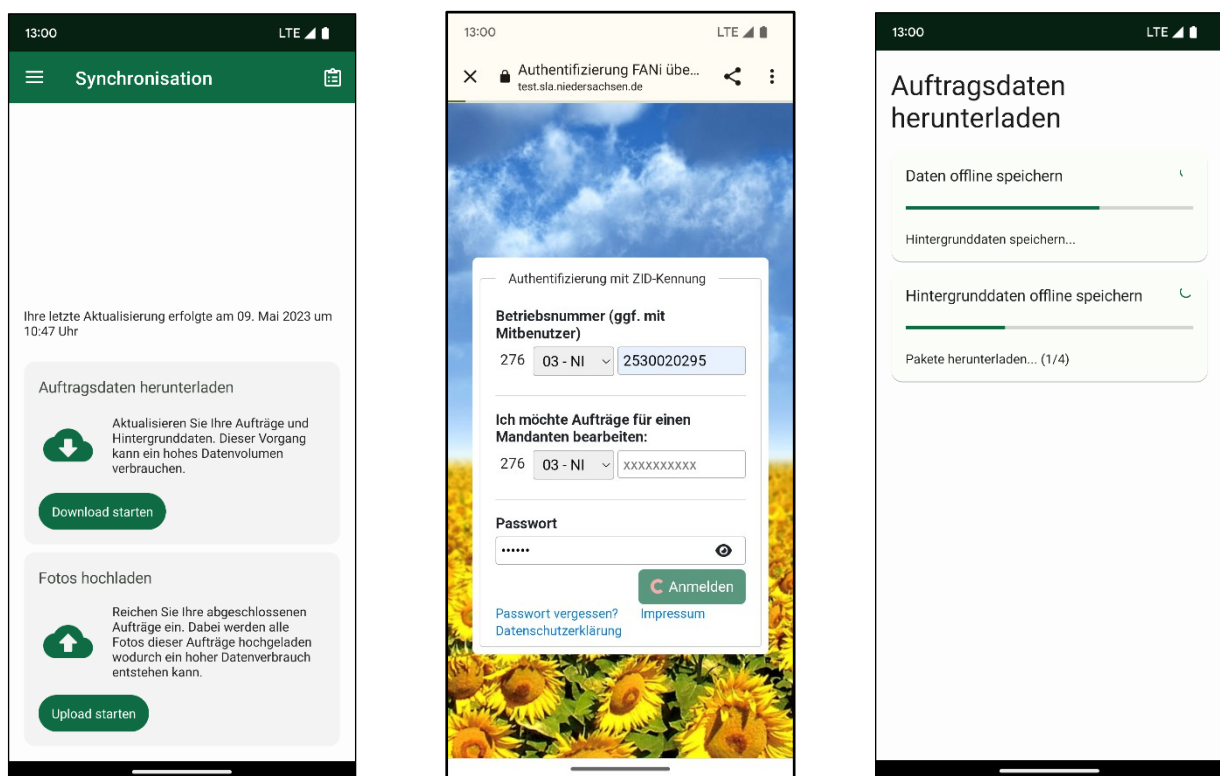 13:00
LTE
Synchronisation
Ihre letzte Aktualisierung erfolgte am 09. Mai 2023 um
10:47 Uhr
Auftragsdaten herunterladen
Aktualisieren Sie Ihre Aufträge und
Hintergrunddaten. Dieser Vorgang
kann ein hohes Datenvolumen
verbrauchen.
Download starten
Fotos hochladen
Reichen Sie Ihre abgeschlossenen
Aufträge ein. Dabei werden alle
Fotos dieser Aufträge hochgeladen
wodurch ein hoher Datenverbrauch
entstehen kann.
Upload starten
13:00
LTE
Authentifizierung FANi übe...
test.sla.niedersachsen.de
Authentifizierung mit ZID-Kennung
Betriebsnummer (ggf. mit
Mitbenutzer)
276 03 - NI 2530020295
Ich möchte Aufträge für einen
Mandanten bearbeiten:
276 03 - NI xxxxxxxxxx
Passwort
••••••
Anmelden
Passwort vergessen? Impressum
Datenschutzerklärung
13:00
LTE
Auftragsdaten
herunterladen
Daten offline speichern
Hintergrunddaten speichern...
Hintergrunddaten offline speichern
Pakete herunterladen... (1/4)